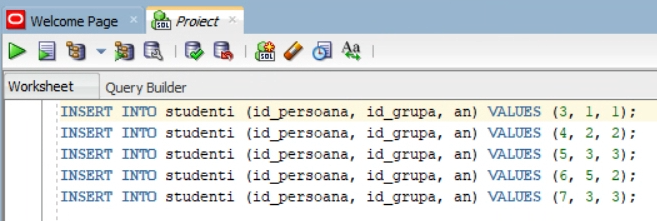 Welcome Page
Proiect
Worksheet
Query Builder
INSERT INTO studenti (id_persoana, id_grupa, an) VALUES (3, 1, 1);
INSERT INTO studenti (id_persoana, id_grupa, an) VALUES (4, 2, 2);
INSERT INTO studenti (id_persoana, id_grupa, an) VALUES (5, 3, 3);
INSERT INTO studenti (id_persoana, id_grupa, an) VALUES (6, 5, 2);
INSERT INTO studenti (id_persoana, id_grupa, an) VALUES (7, 3, 3);